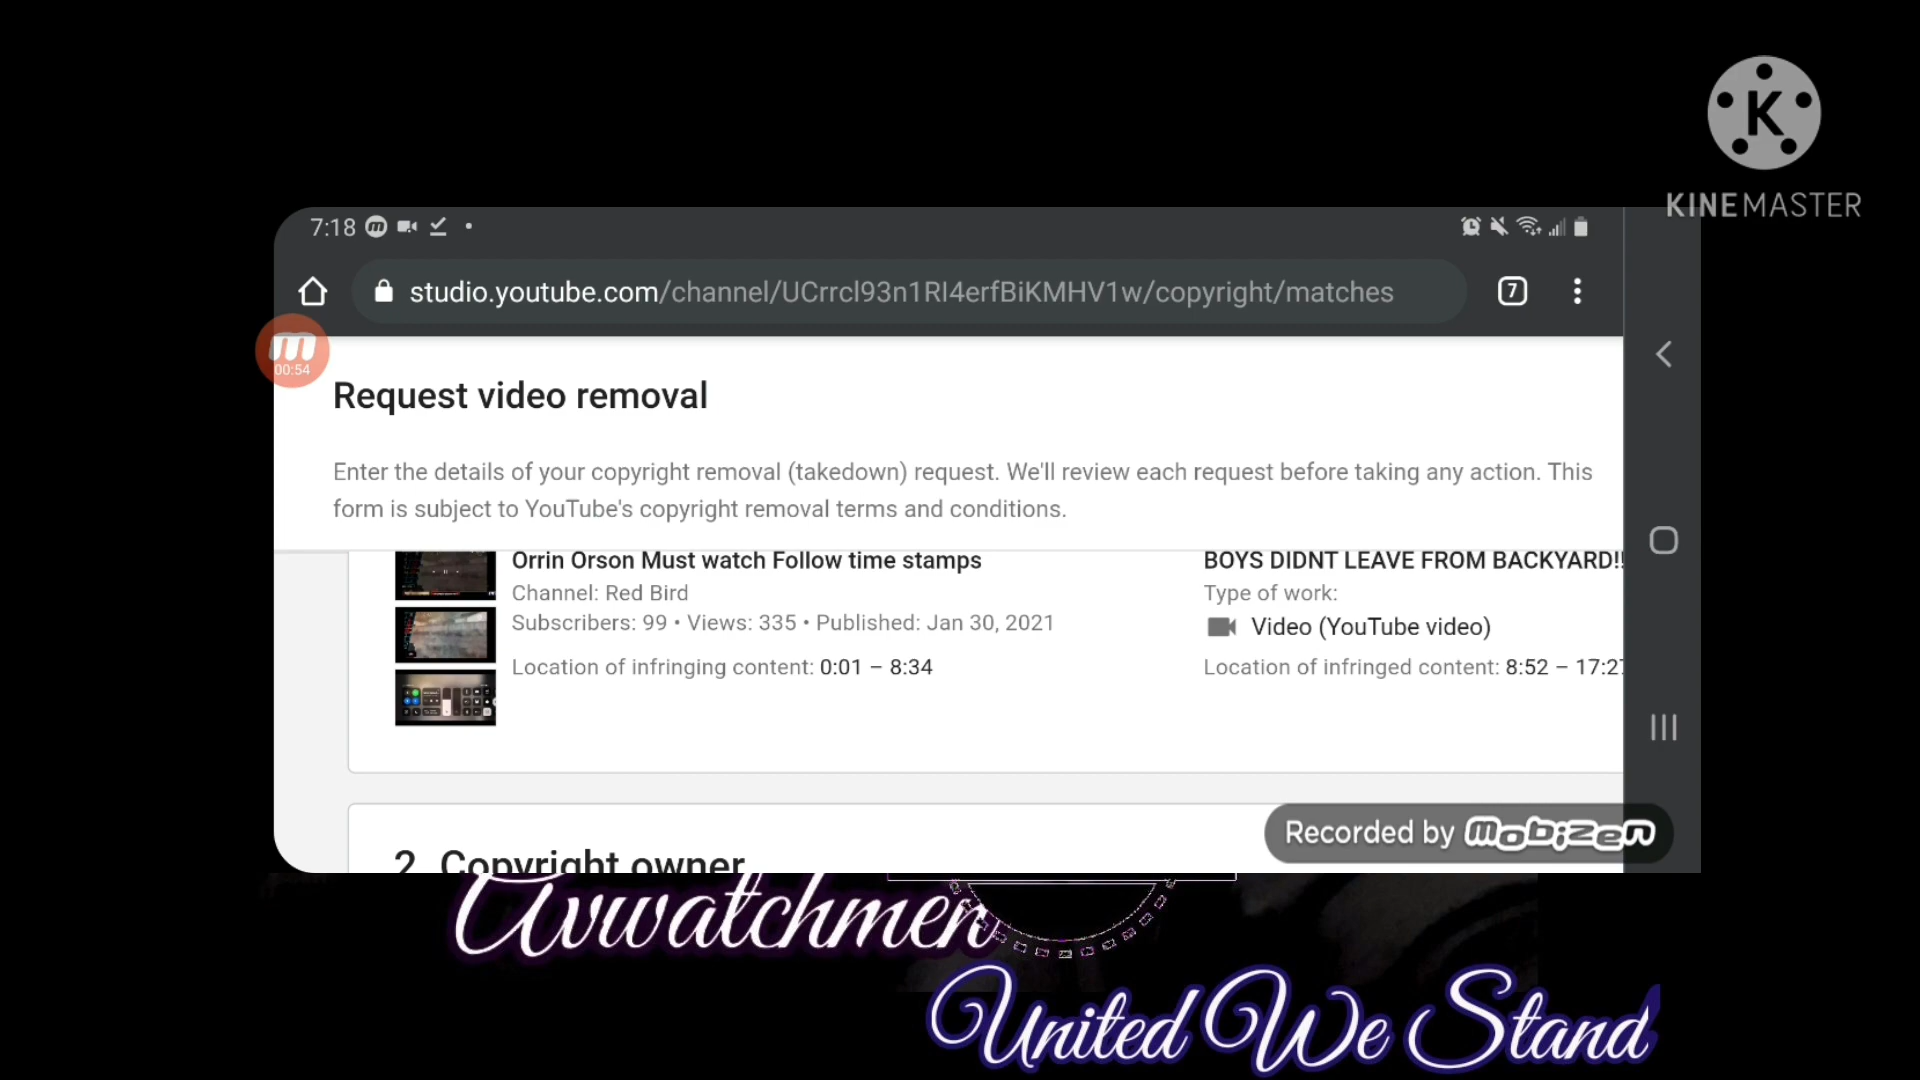 K
KINEMASTER
7:18
studio.youtube.com/channel/UCrrcl93n1RI4erfBiKMHV1w/copyright/matches
7
00:54
Request video removal
Enter the details of your copyright removal (takedown) request. We'll review each request before taking any action. This
form is subject to YouTube's copyright removal terms and conditions.
Orrin Orson Must watch Follow time stamps
Channel: Red Bird
Subscribers: 99 • Views: 335 • Published: Jan 30, 2021
Location of infringing content: 0:01 – 8:34
BOYS DIDNT LEAVE FROM BACKYARD!!
Type of work:
Video (YouTube video)
Location of infringed content: 8:52 – 17:27
2 Copyright owner
Recorded by mobizen
Avwatchmen
United We Stand